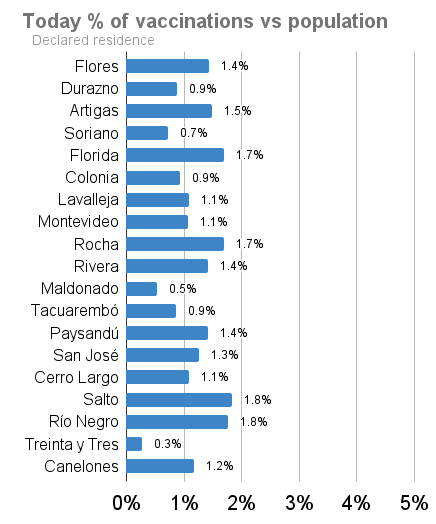 Today % of vaccinations vs population
Declared residence
Flores 1.4%
Durazno 0.9%
Artigas 1.5%
Soriano 0.7%
Florida 1.7%
Colonia 0.9%
Lavalleja 1.1%
Montevideo 1.1%
Rocha 1.7%
Rivera 1.4%
Maldonado 0.5%
Tacuarembó 0.9%
Paysandú 1.4%
San José 1.3%
Cerro Largo 1.1%
Salto 1.8%
Río Negro 1.8%
Treinta y Tres 0.3%
Canelones 1.2%
0% 1% 2% 3% 4% 5%